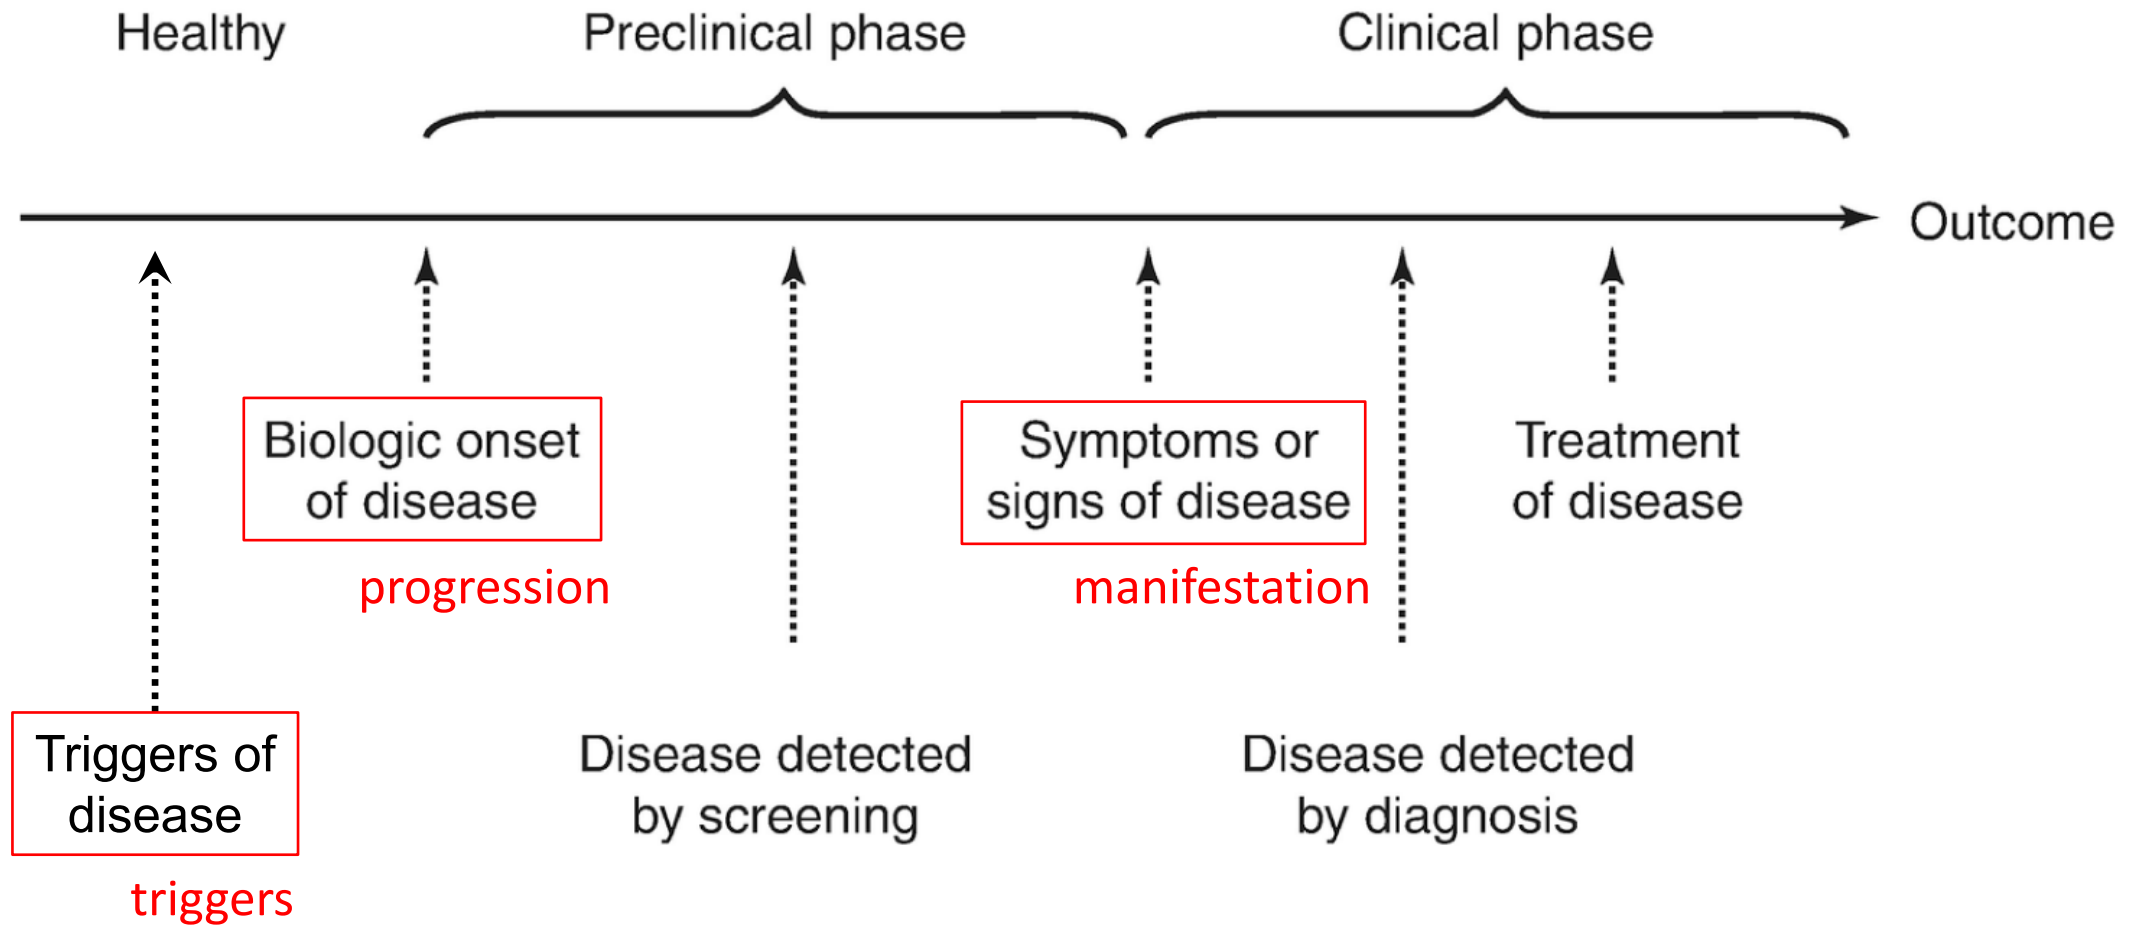 Healthy
Preclinical phase
Clinical phase
Outcome
Biologic onset
of disease
progression
Symptoms or
signs of disease
manifestation
Treatment
of disease
Triggers of
disease
triggers
Disease detected
by screening
Disease detected
by diagnosis